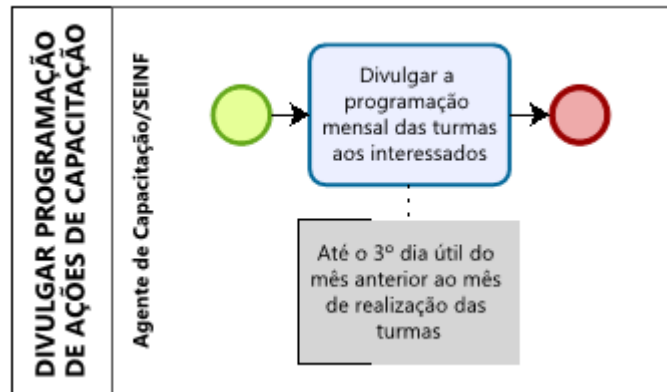 DIVULGAR PROGRAMAÇÃO
DE AÇÕES DE CAPACITAÇÃO
Agente de Capacitação/SEINF
Divulgar a
programação
mensal das turmas
aos interessados
Até o 3º dia útil do
mês anterior ao mês
de realização das
turmas